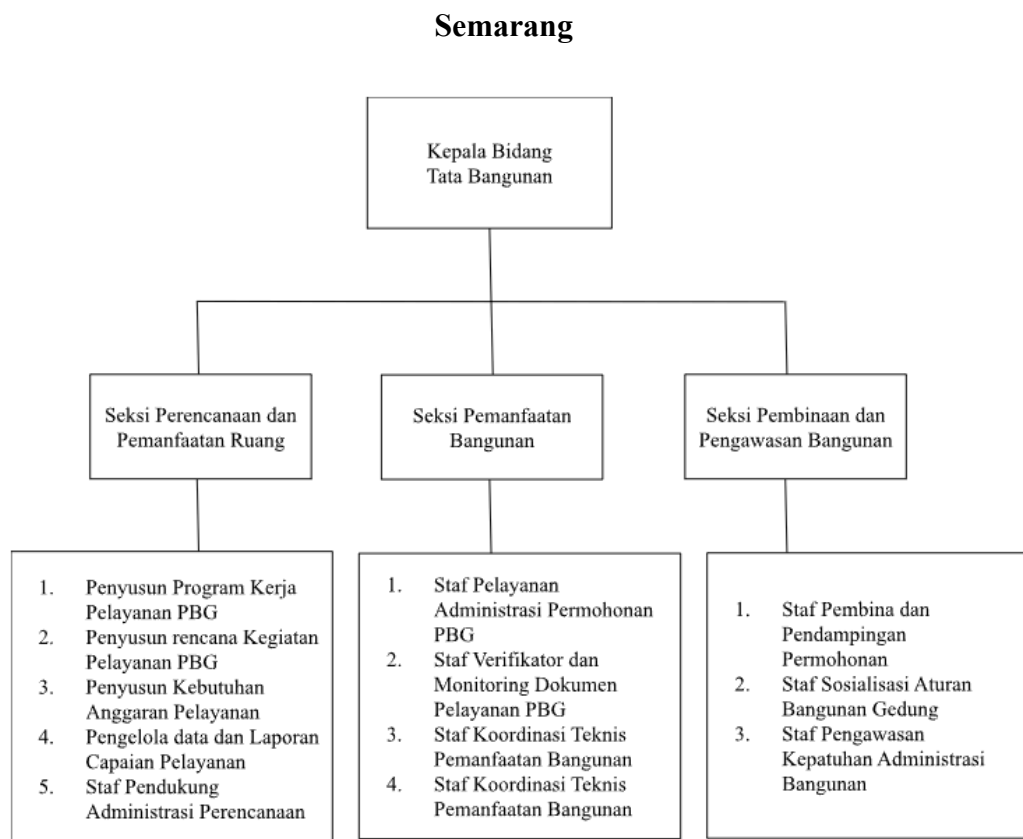 Semarang
Kepala Bidang
Tata Bangunan
Seksi Perencanaan dan
Pemanfaatan Ruang
Seksi Pemanfaatan
Bangunan
Seksi Pembinaan dan
Pengawasan Bangunan
1. Penyusun Program Kerja
Pelayanan PBG
2. Penyusun rencana Kegiatan
Pelayanan PBG
3. Penyusun Kebutuhan
Anggaran Pelayanan
4. Pengelola data dan Laporan
Capaian Pelayanan
5. Staf Pendukung
Administrasi Perencanaan
1. Staf Pelayanan
Administrasi Permohonan
PBG
2. Staf Verifikator dan
Monitoring Dokumen
Pelayanan PBG
3. Staf Koordinasi Teknis
Pemanfaatan Bangunan
4. Staf Koordinasi Teknis
Pemanfaatan Bangunan
1. Staf Pembina dan
Pendampingan
Permohonan
2. Staf Sosialisasi Aturan
Bangunan Gedung
3. Staf Pengawasan
Kepatuhan Administrasi
Bangunan